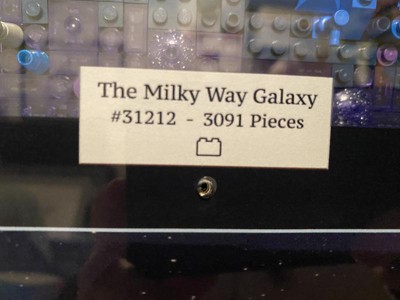 The Milky Way Galaxy
#31212 - 3091 Pieces